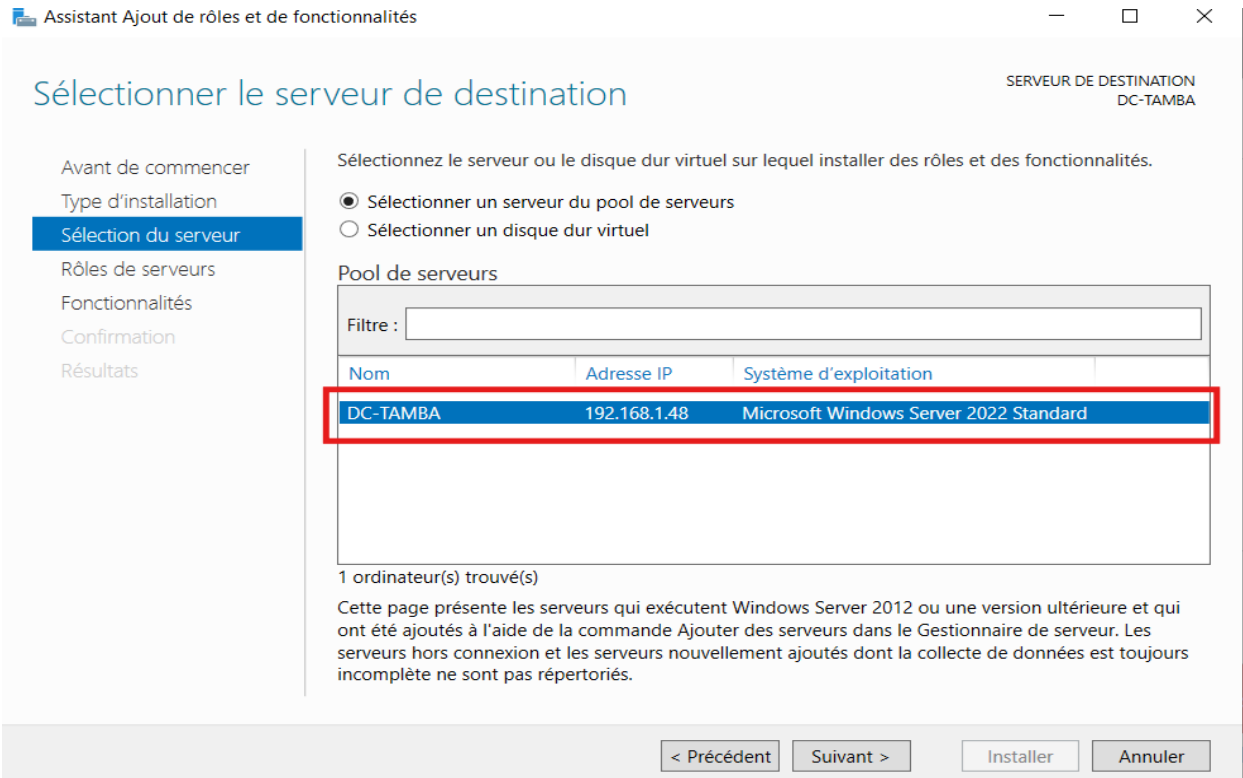 Assistant Ajout de rôles et de fonctionnalités
Sélectionner le serveur de destination
SERVEUR DE DESTINATION
DC-TAMBA
Avant de commencer
Type d'installation
Sélection du serveur
Rôles de serveurs
Fonctionnalités
Confirmation
Résultats
Sélectionnez le serveur ou le disque dur virtuel sur lequel installer des rôles et des fonctionnalités.
Sélectionner un serveur du pool de serveurs
Sélectionner un disque dur virtuel
Pool de serveurs
Filtre :
Nom Adresse IP Système d'exploitation
DC-TAMBA 192.168.1.48 Microsoft Windows Server 2022 Standard
1 ordinateur(s) trouvé(s)
Cette page présente les serveurs qui exécutent Windows Server 2012 ou une version ultérieure et qui
ont été ajoutés à l'aide de la commande Ajouter des serveurs dans le Gestionnaire de serveur. Les
serveurs hors connexion et les serveurs nouvellement ajoutés dont la collecte de données est toujours
incomplète ne sont pas répertoriés.
< Précédent Suivant > Installer Annuler